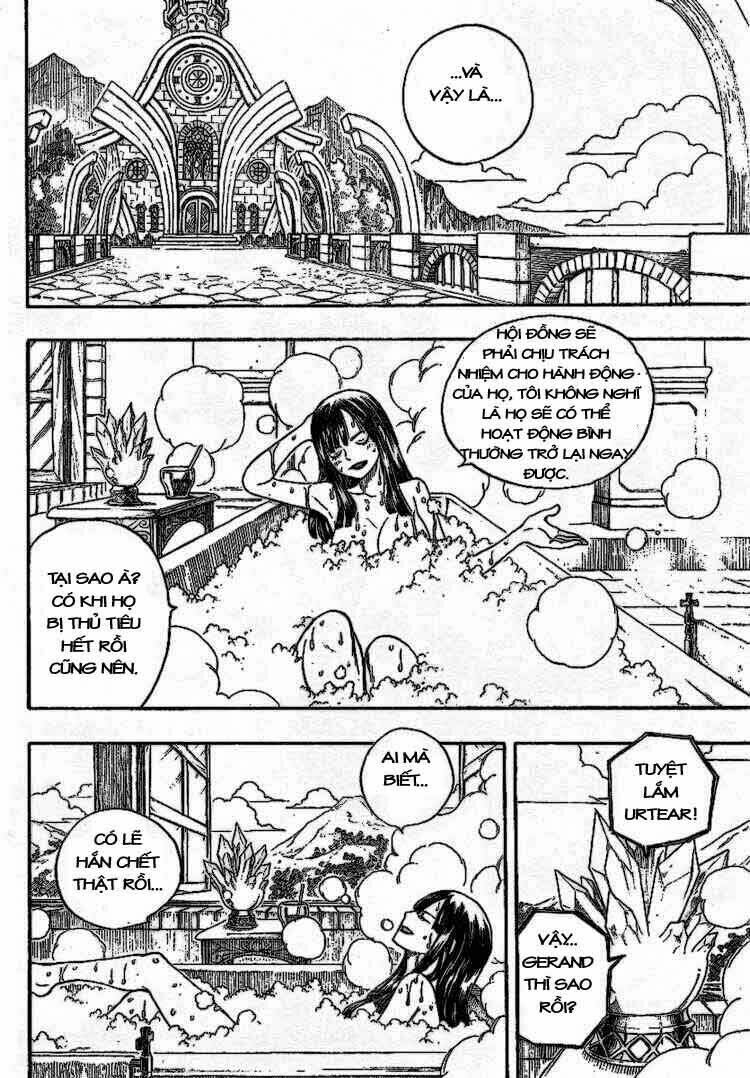 ...VÀ
VẬY LÀ...
HỘI ĐỒNG SẼ
PHẢI CHỊU TRÁCH
NHIỆM CHO HÀNH ĐỘNG
CỦA HỌ, TÔI KHÔNG NGHĨ
LÀ HỌ SẼ CÓ THỂ
HOẠT ĐỘNG BÌNH
THƯỜNG TRỞ LẠI NGAY
ĐƯỢC.
TẠI SAO À?
CÓ KHI HỌ
BỊ THỦ TIÊU
HẾT RỒI
CŨNG NÊN.
TUYỆT
LẮM
URTEAR!
VẬY...
GERAND
THÌ SAO
RỒI?
AI MÀ
BIẾT...
CÓ LẼ
HẮN CHẾT
THẬT RỒI...